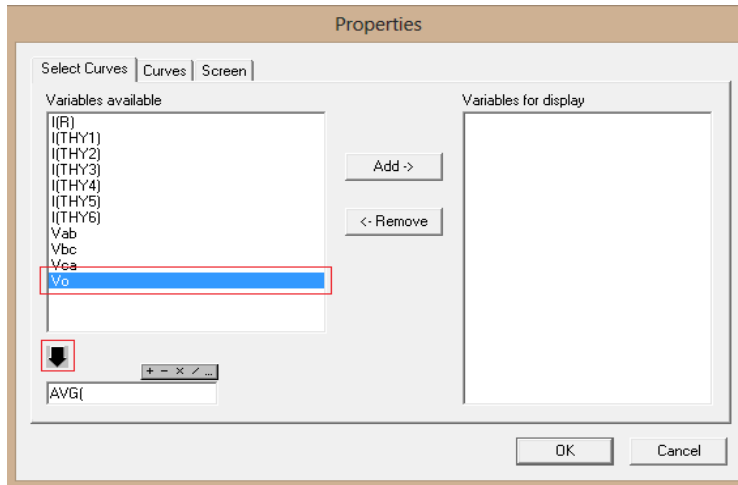 Properties
Select Curves Curves Screen
Variables available
Variables for display
I(R)
I(THY1)
I(THY2)
I(THY3)
I(THY4)
I(THY5)
I(THY6)
Vab
Vbc
Vca
Vo
Add ->
<- Remove
+ - × / ...
AVG(
OK Cancel